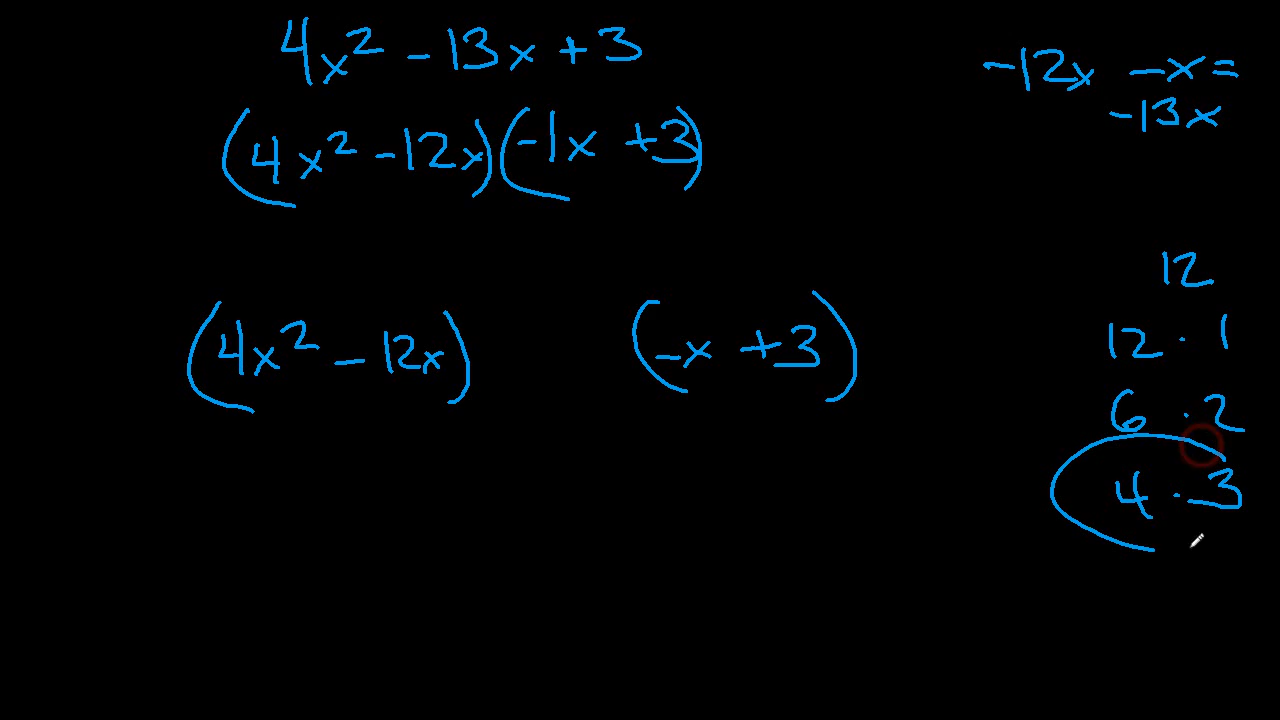 4x² - 13x + 3
(4x² - 12x)(-1x + 3)
(4x² - 12x) (-x + 3)
-12x - x =
-13x
12
12 · 1
6 · 2
4 · 3